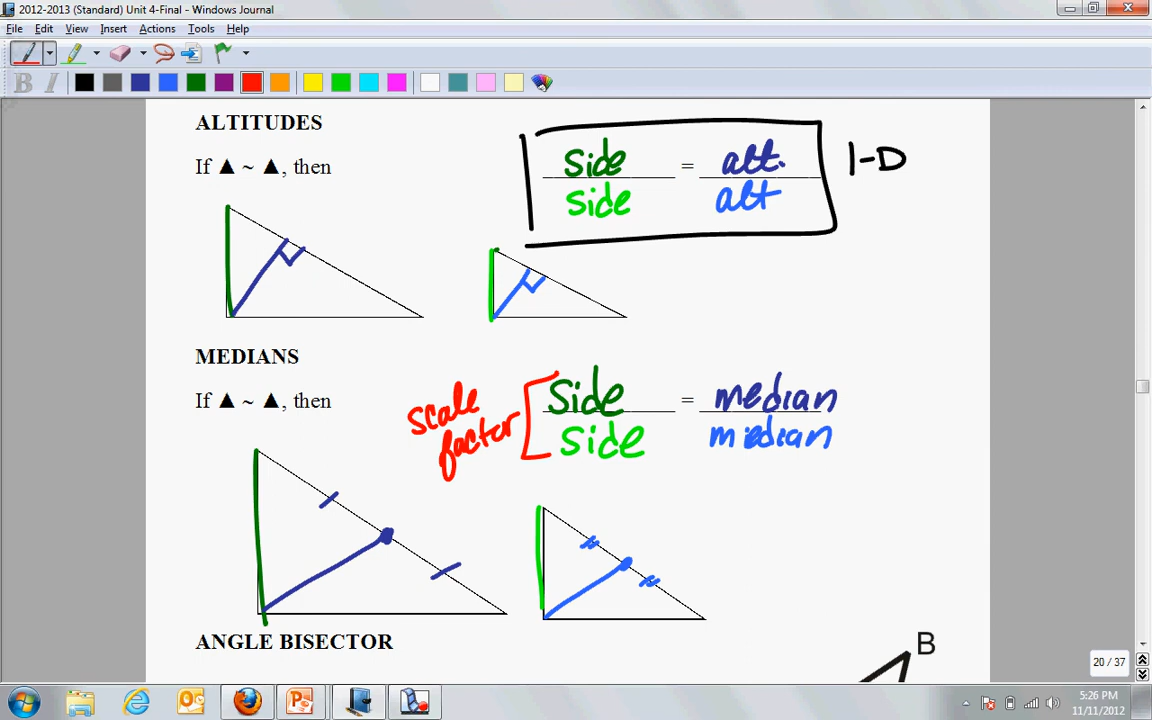 2012-2013 (Standard) Unit 4-Final - Windows Journal
File Edit View Insert Actions Tools Help
B I
ALTITUDES
If ▲ ~ ▲, then
side = alt.
side alt
1-D
MEDIANS
If ▲ ~ ▲, then
scale
factor
Side = median
side median
ANGLE BISECTOR
B
20 / 37
5:26 PM
11/11/2012